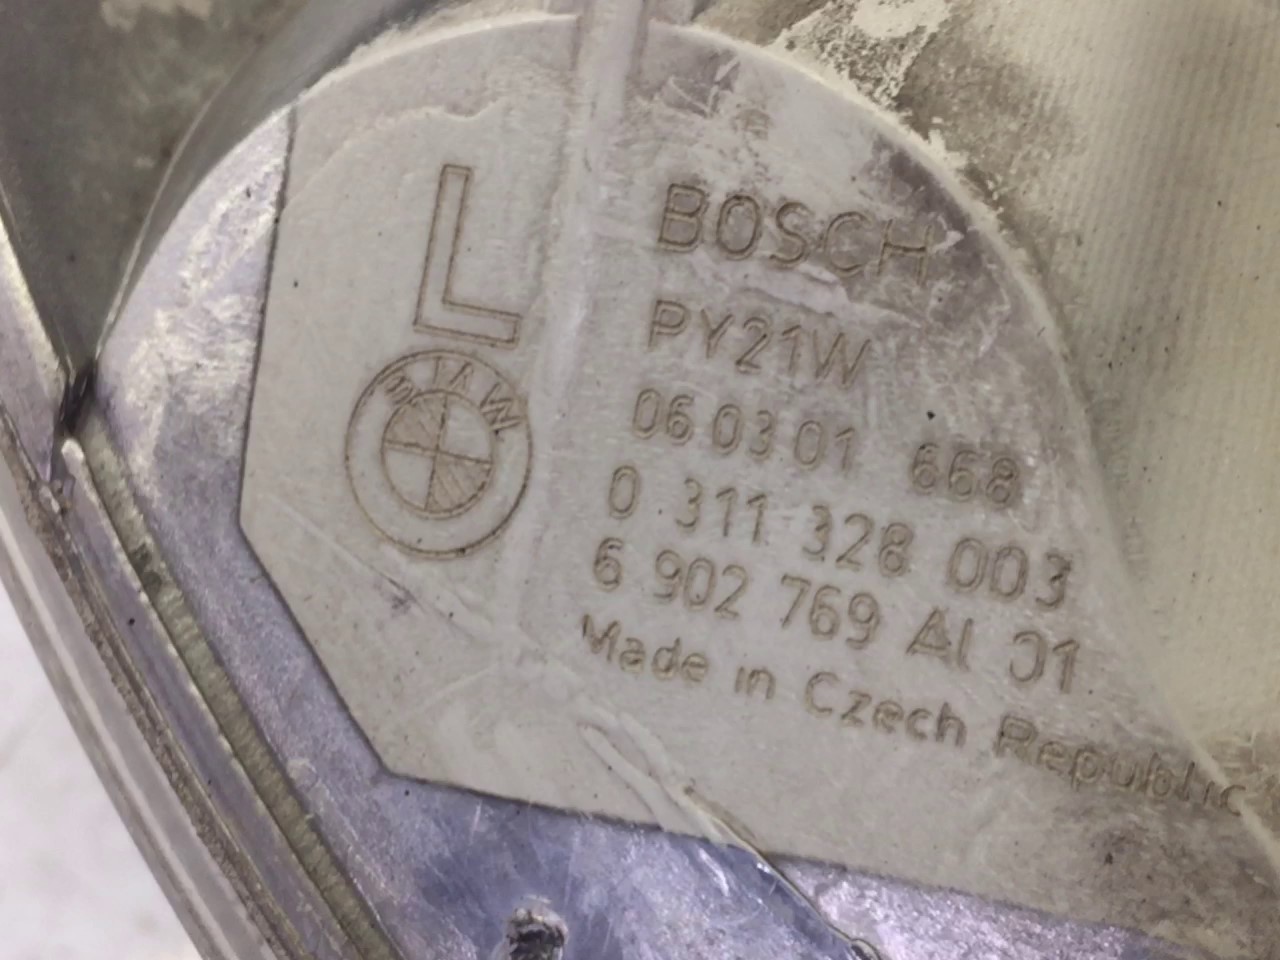 L
BMW
BOSCH
PY21W
06 03 01 668
0 311 328 003
6 902 769 AI 01
Made in Czech Republic